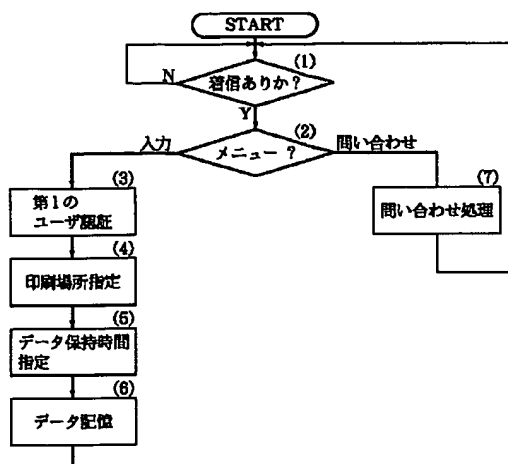 START
(1)
着信ありか?
N
Y
(2)
メニュー ?
入力
問い合わせ
(3)
第1の
ユーザ認証
(4)
印刷場所指定
(5)
データ保持時間
指定
(6)
データ記憶
(7)
問い合わせ処理